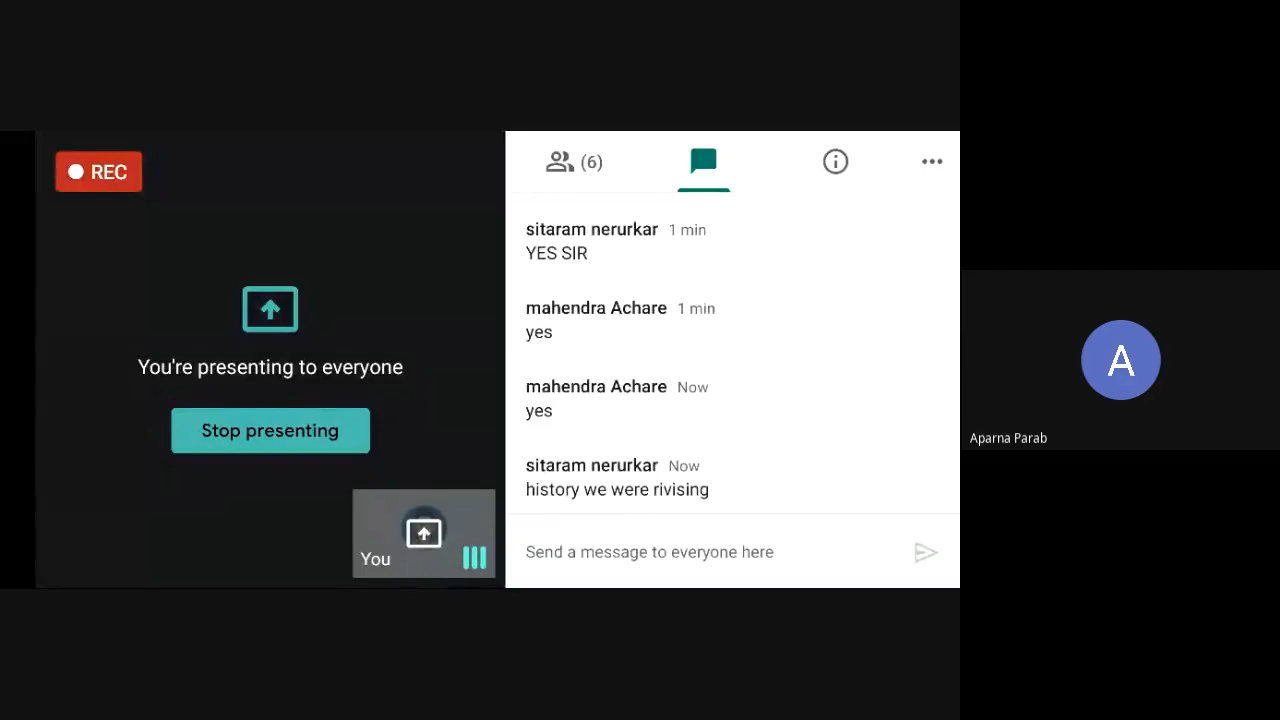 REC
You're presenting to everyone
Stop presenting
You
(6)
sitaram nerurkar 1 min
YES SIR
mahendra Achare 1 min
yes
mahendra Achare Now
yes
sitaram nerurkar Now
history we were rivising
Send a message to everyone here
A
Aparna Parab